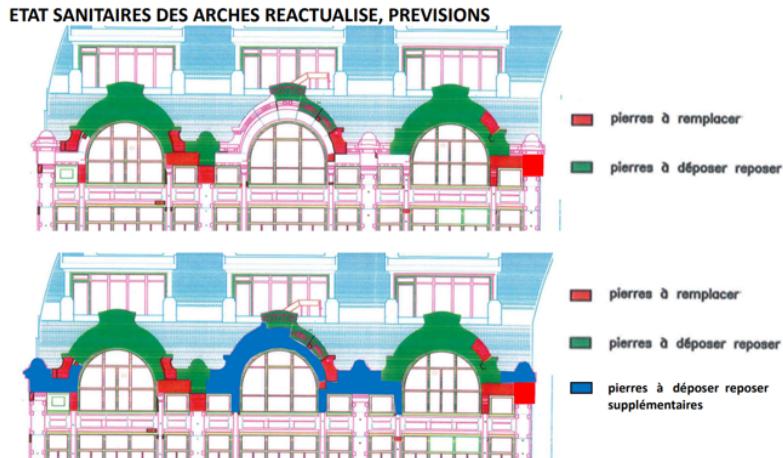 ETAT SANITAIRES DES ARCHES REACTUALISE, PREVISIONS
pierres à remplacer
pierres à déposer reposer
pierres à remplacer
pierres à déposer reposer
pierres à déposer reposer
supplémentaires